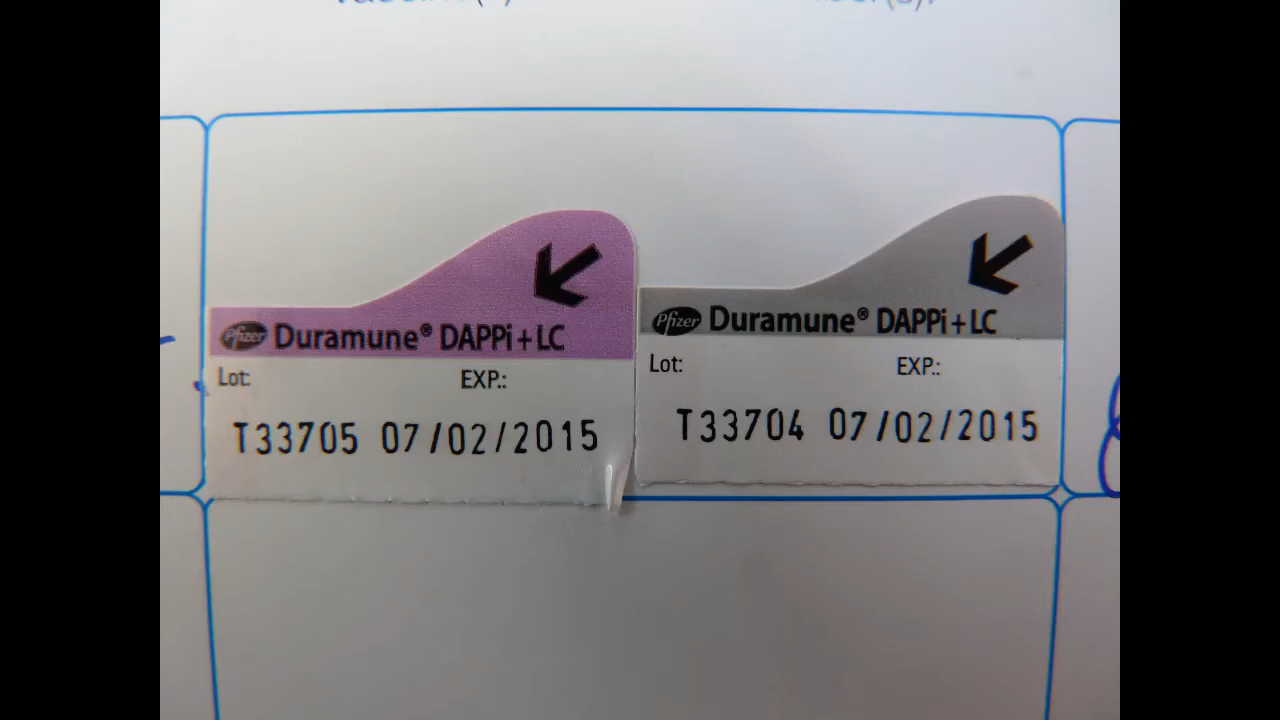 Pfizer Duramune® DAPPi+LC
Lot: EXP.:
T33705 07/02/2015
Pfizer Duramune® DAPPi+LC
Lot: EXP.:
T33704 07/02/2015